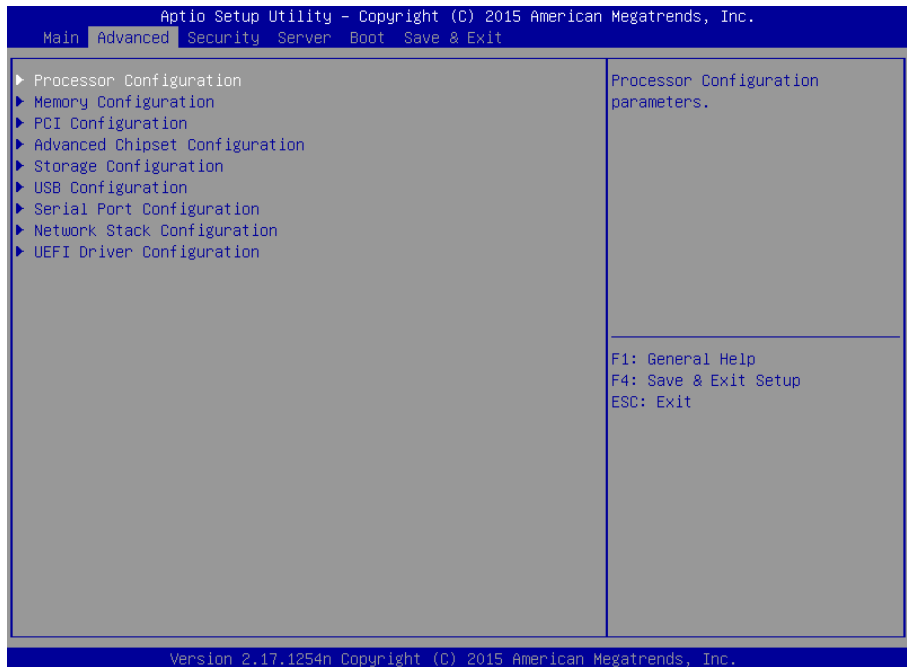 Aptio Setup Utility – Copyright (C) 2015 American Megatrends, Inc.
Main Advanced Security Server Boot Save & Exit
Processor Configuration
Memory Configuration
PCI Configuration
Advanced Chipset Configuration
Storage Configuration
USB Configuration
Serial Port Configuration
Network Stack Configuration
UEFI Driver Configuration
Processor Configuration
parameters.
F1: General Help
F4: Save & Exit Setup
ESC: Exit
Version 2.17.1254n Copyright (C) 2015 American Megatrends, Inc.